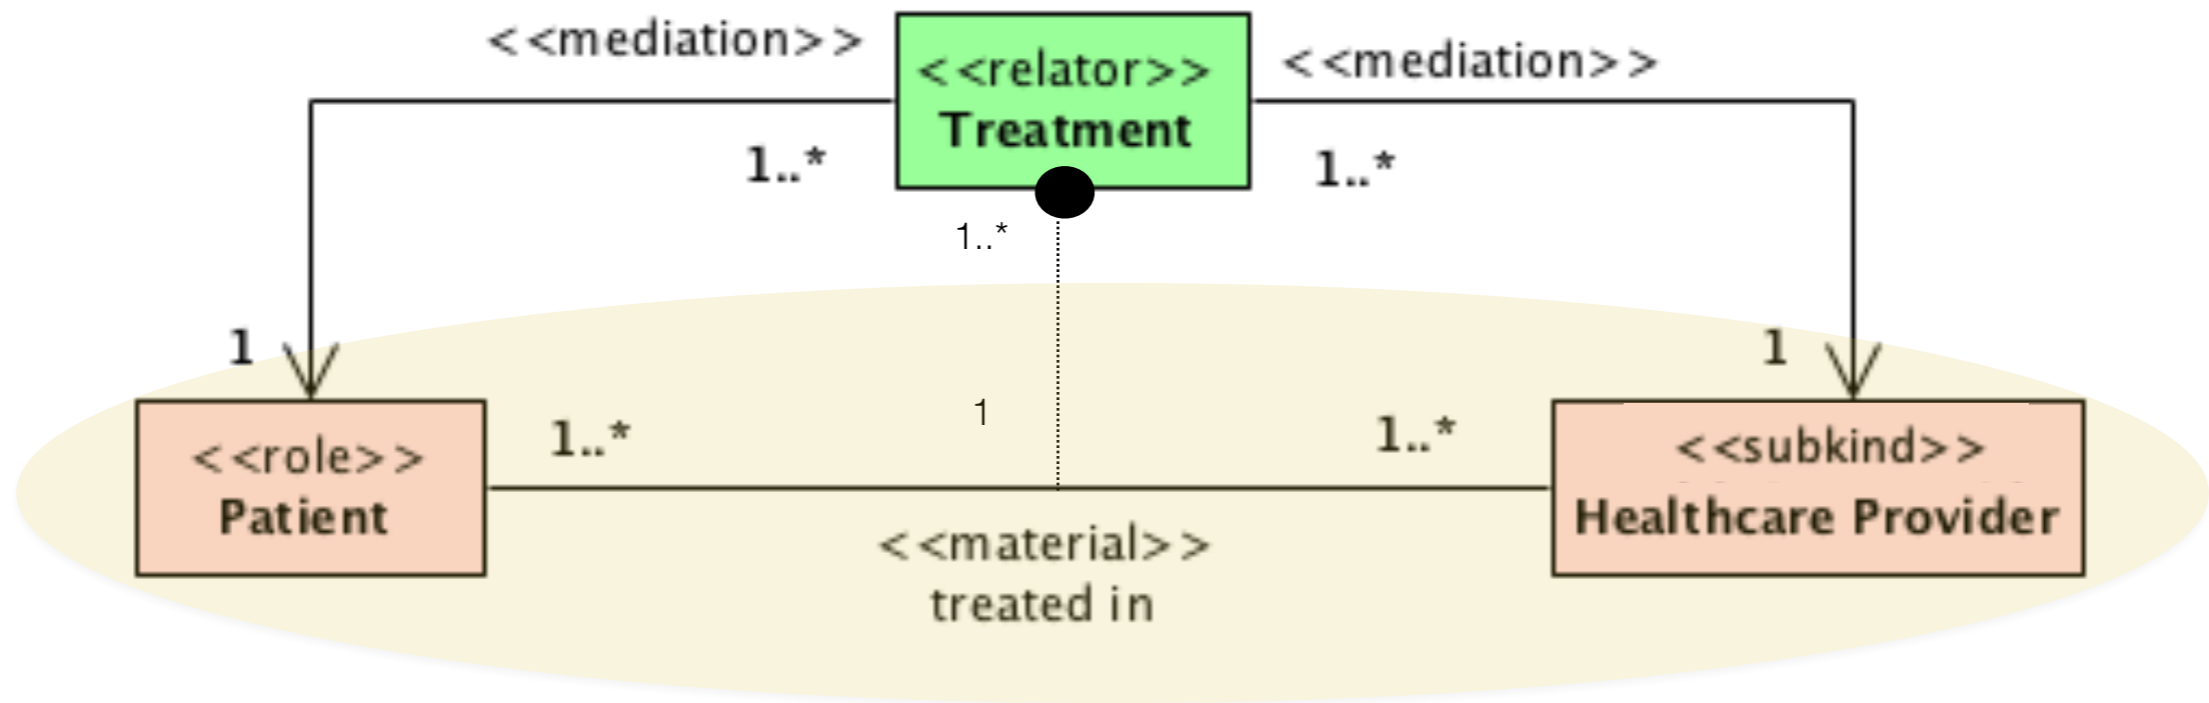 <<mediation>>
<<relator>>
Treatment
<<mediation>>
1..*
1..*
1..*
1
1
<<role>>
Patient
1..*
1
1..*
<<subkind>>
Healthcare Provider
<<material>>
treated in